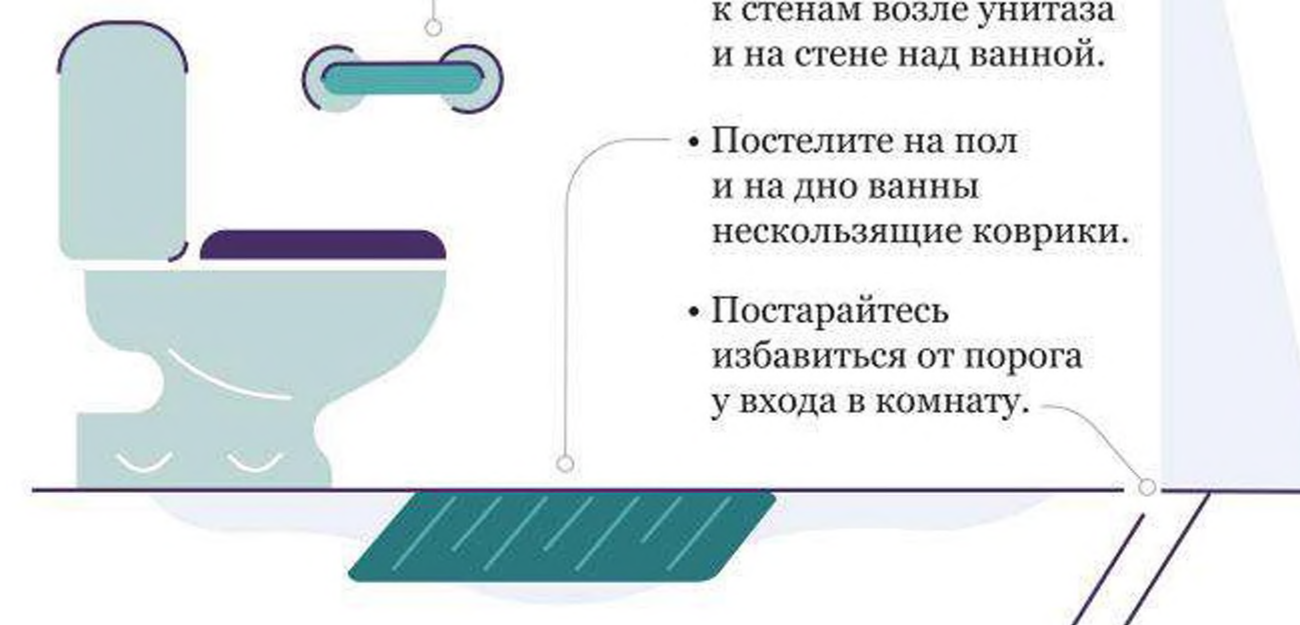 к стенам возле унитаза
и на стене над ванной.
• Постелите на пол
и на дно ванны
нескользящие коврики.
• Постарайтесь
избавиться от порога
у входа в комнату.